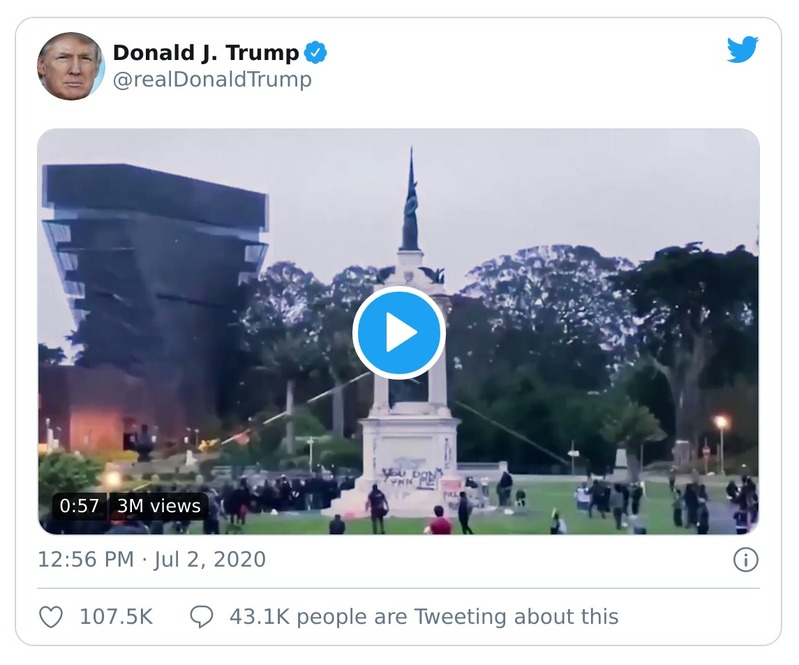 Donald J. Trump
@realDonaldTrump
YOU DON'T
0:57 3M views
12:56 PM · Jul 2, 2020
107.5K 43.1K people are Tweeting about this